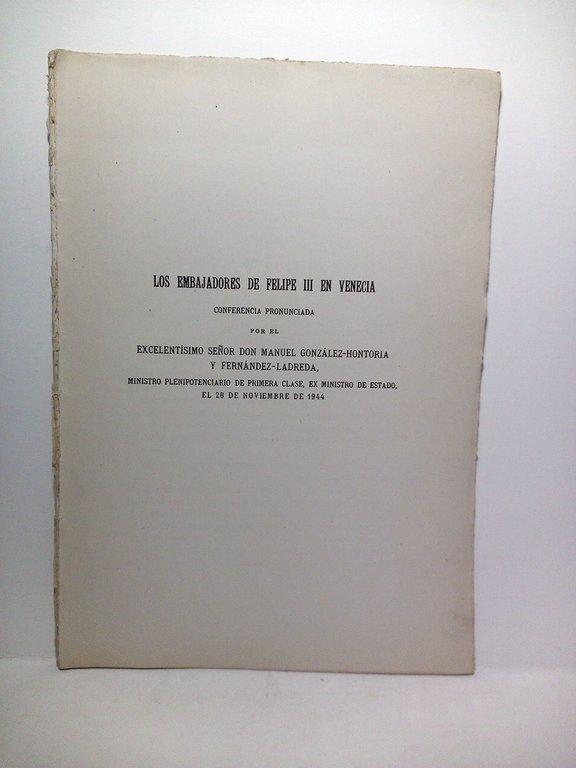 LOS EMBAJADORES DE FELIPE III EN VENECIA
CONFERENCIA PRONUNCIADA
POR EL
EXCELENTÍSIMO SEÑOR DON MANUEL GONZÁLEZ-HONTORIA
Y FERNÁNDEZ-LADREDA,
MINISTRO PLENIPOTENCIARIO DE PRIMERA CLASE, EX MINISTRO DE ESTADO,
EL 28 DE NOVIEMBRE DE 1944